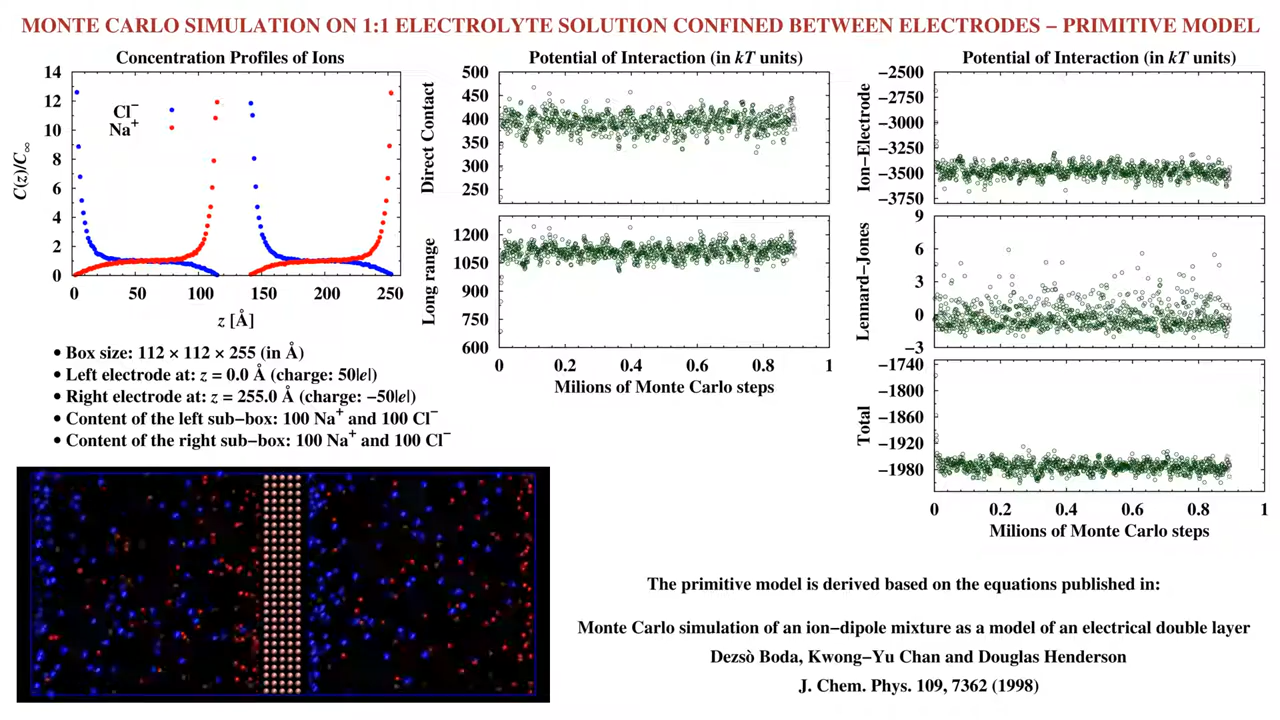 MONTE CARLO SIMULATION ON 1:1 ELECTROLYTE SOLUTION CONFINED BETWEEN ELECTRODES − PRIMITIVE MODEL
Concentration Profiles of Ions
14
12
10
8
6
4
2
0
C(z)/C∞
Cl−
Na+
0 50 100 150 200 250
z [Å]
Potential of Interaction (in kT units)
500
450
400
350
300
250
Direct Contact
1200
1050
900
750
600
Long range
0 0.2 0.4 0.6 0.8 1
Milions of Monte Carlo steps
Potential of Interaction (in kT units)
−2500
−2750
−3000
−3250
−3500
−3750
Ion−Electrode
9
6
3
0
−3
Lennard−Jones
−1740
−1800
−1860
−1920
−1980
Total
0 0.2 0.4 0.6 0.8 1
Milions of Monte Carlo steps
• Box size: 112 × 112 × 255 (in Å)
• Left electrode at: z = 0.0 Å (charge: 50|e|)
• Right electrode at: z = 255.0 Å (charge: −50|e|)
• Content of the left sub−box: 100 Na+ and 100 Cl−
• Content of the right sub−box: 100 Na+ and 100 Cl−
The primitive model is derived based on the equations published in:
Monte Carlo simulation of an ion−dipole mixture as a model of an electrical double layer
Dezsò Boda, Kwong−Yu Chan and Douglas Henderson
J. Chem. Phys. 109, 7362 (1998)